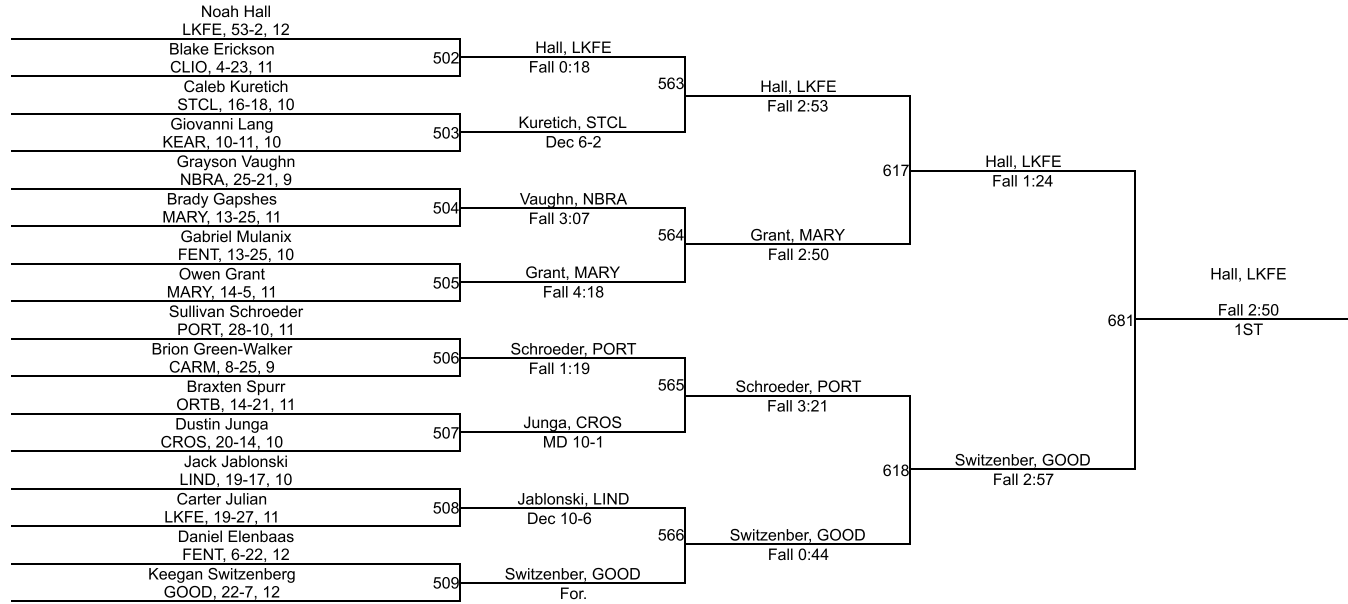 Noah Hall
LKFE, 53-2, 12
Blake Erickson
CLIO, 4-23, 11
Caleb Kuretich
STCL, 16-18, 10
Giovanni Lang
KEAR, 10-11, 10
Grayson Vaughn
NBRA, 25-21, 9
Brady Gapshes
MARY, 13-25, 11
Gabriel Mulanix
FENT, 13-25, 10
Owen Grant
MARY, 14-5, 11
Sullivan Schroeder
PORT, 28-10, 11
Brion Green-Walker
CARM, 8-25, 9
Braxten Spurr
ORTB, 14-21, 11
Dustin Junga
CROS, 20-14, 10
Jack Jablonski
LIND, 19-17, 10
Carter Julian
LKFE, 19-27, 11
Daniel Elenbaas
FENT, 6-22, 12
Keegan Switzenberg
GOOD, 22-7, 12
502
503
504
505
506
507
508
509
Hall, LKFE
Fall 0:18
Kuretich, STCL
Dec 6-2
Vaughn, NBRA
Fall 3:07
Grant, MARY
Fall 4:18
Schroeder, PORT
Fall 1:19
Junga, CROS
MD 10-1
Jablonski, LIND
Dec 10-6
Switzenber, GOOD
For.
563
564
565
566
Hall, LKFE
Fall 2:53
Grant, MARY
Fall 2:50
Schroeder, PORT
Fall 3:21
Switzenber, GOOD
Fall 0:44
617
618
Hall, LKFE
Fall 1:24
Switzenber, GOOD
Fall 2:57
681
Hall, LKFE
Fall 2:50
1ST